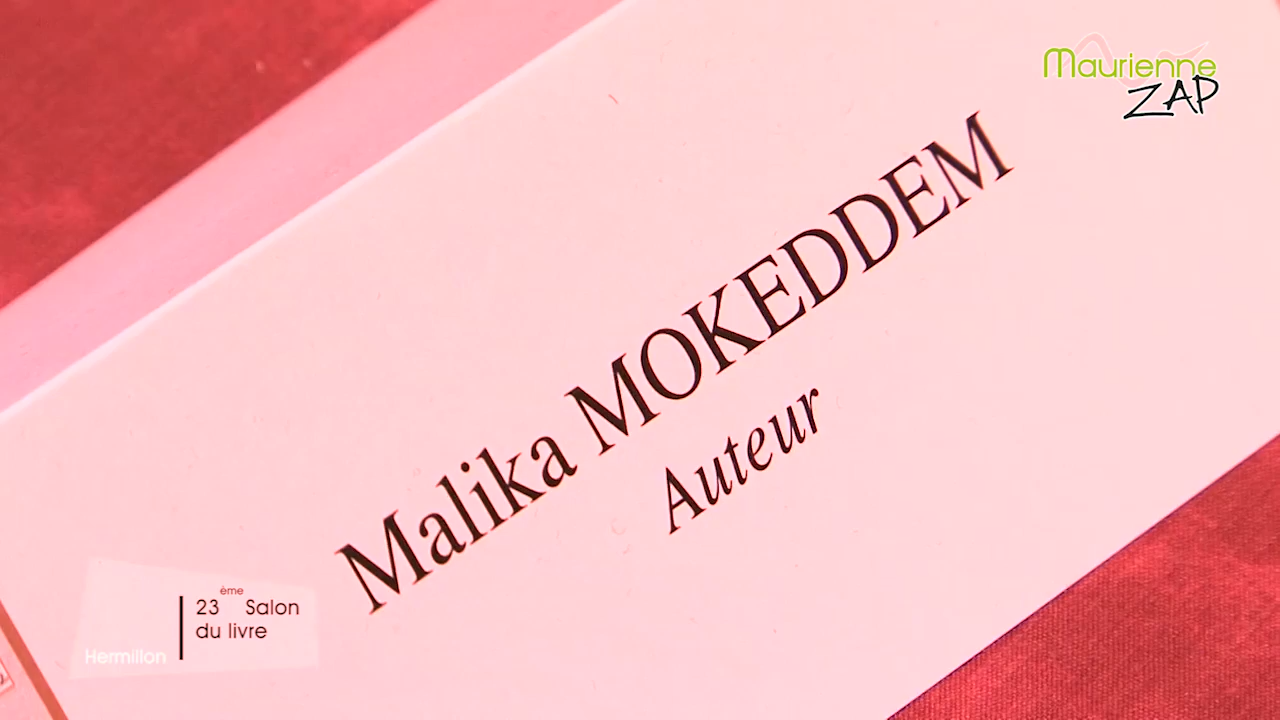 Maurienne
ZAP
Malika MOKEDDEM
Auteur
23ème Salon
du livre
Hermillon